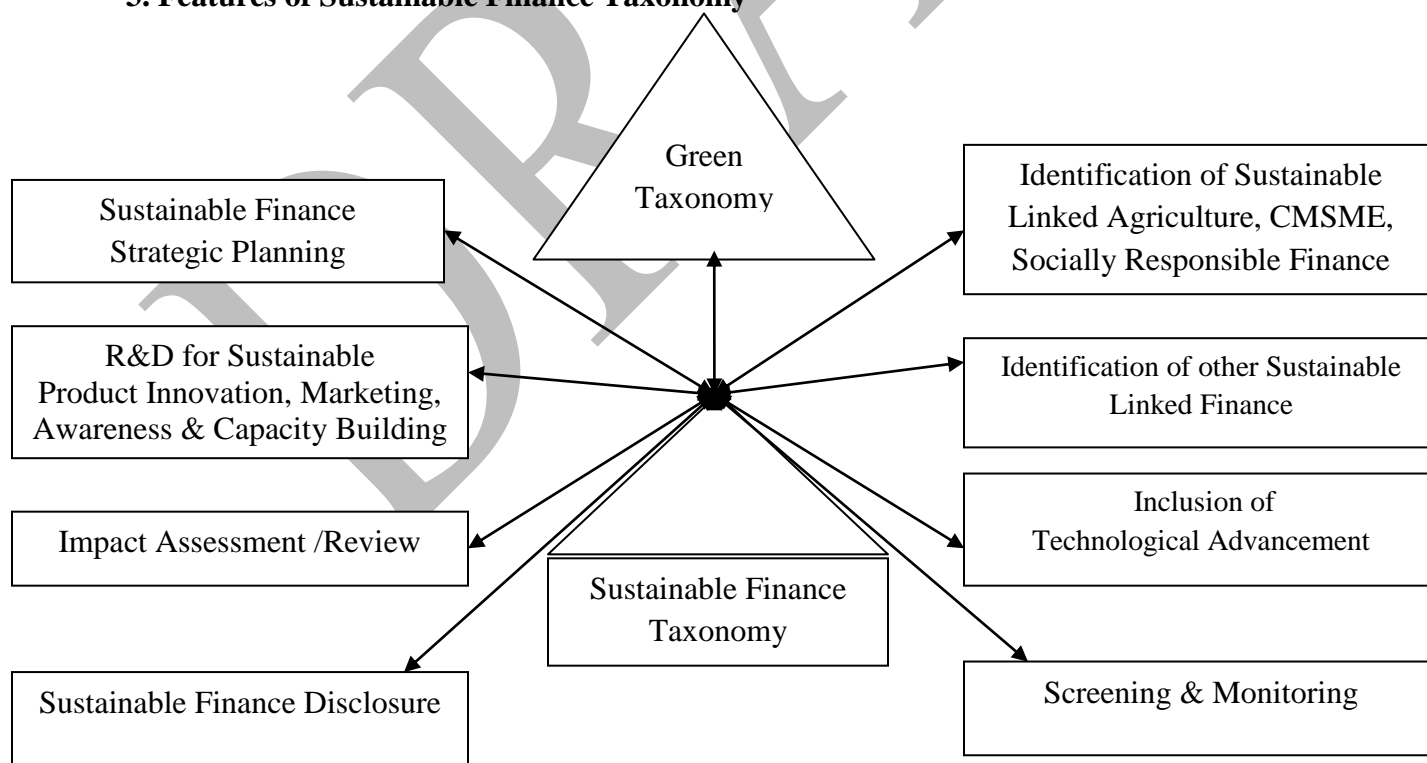 3. Features of Sustainable Finance Taxonomy
Green
Taxonomy
Sustainable Finance
Strategic Planning
Identification of Sustainable
Linked Agriculture, CMSME,
Socially Responsible Finance
R&D for Sustainable
Product Innovation, Marketing,
Awareness & Capacity Building
Identification of other Sustainable
Linked Finance
Impact Assessment /Review
Inclusion of
Technological Advancement
Sustainable Finance
Taxonomy
Sustainable Finance Disclosure
Screening & Monitoring